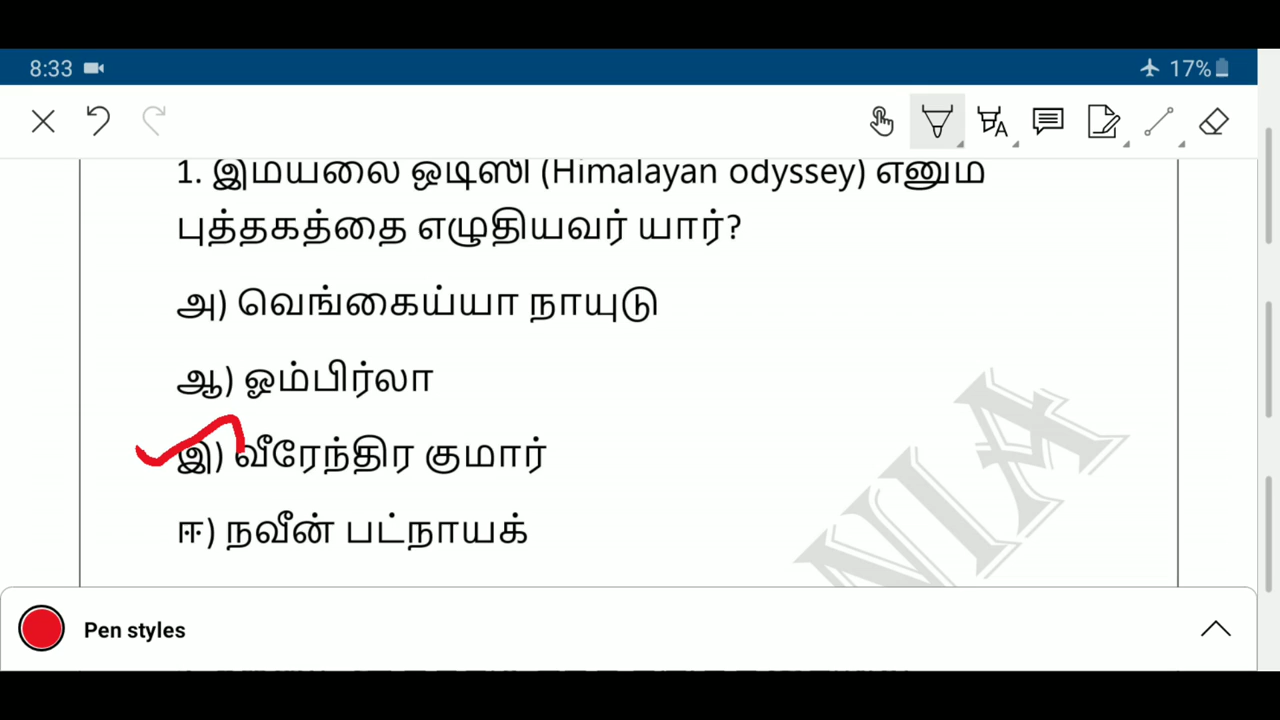 8:33
17%
1. இமயலை ஒடிஸி (Himalayan odyssey) எனும்
புத்தகத்தை எழுதியவர் யார்?
அ) வெங்கைய்யா நாயுடு
ஆ) ஓம்பிர்லா
இ) வீரேந்திர குமார்
ஈ) நவீன் பட்நாயக்
NIA
Pen styles